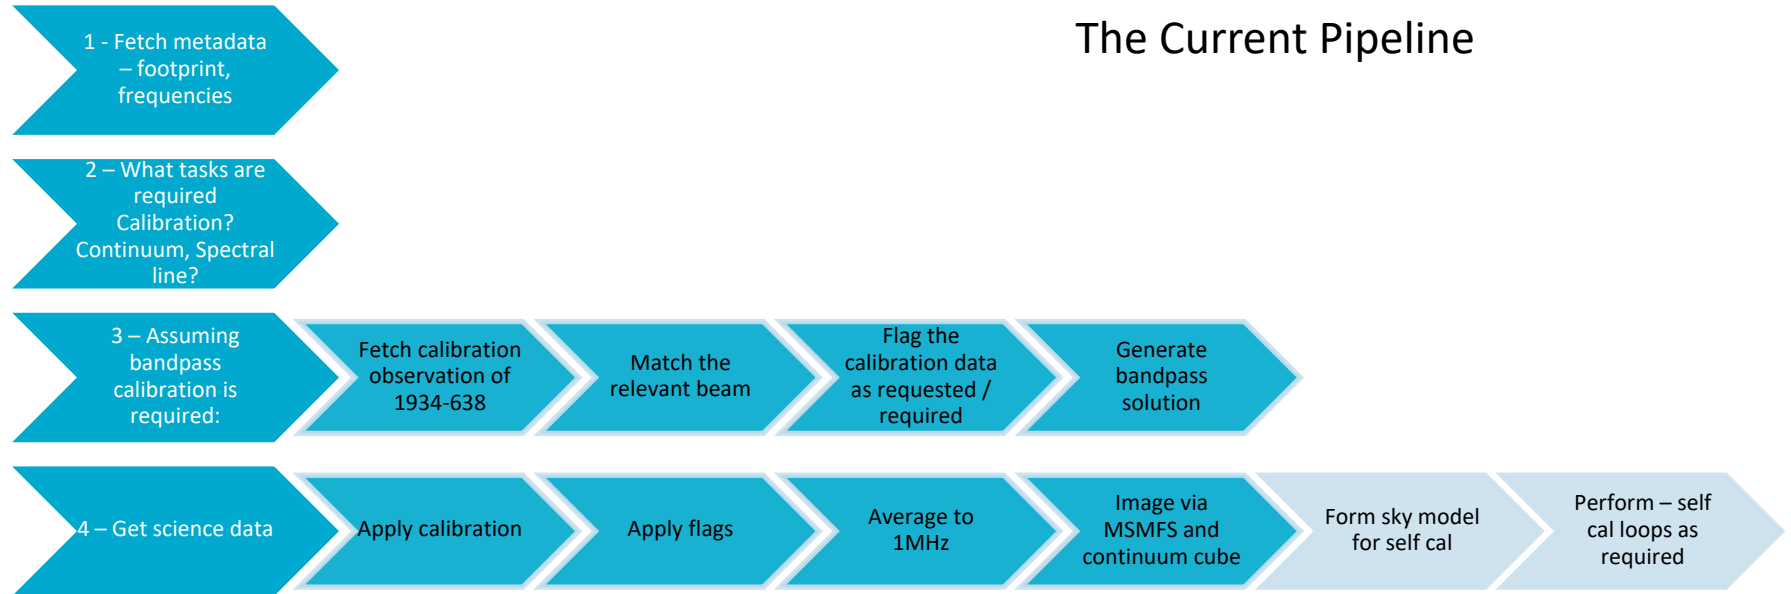 The Current Pipeline
1 - Fetch metadata
– footprint,
frequencies
2 – What tasks are
required
Calibration?
Continuum, Spectral
line?
3 – Assuming
bandpass
calibration is
required:
Fetch calibration
observation of
1934-638
Match the
relevant beam
Flag the
calibration data
as requested /
required
Generate
bandpass
solution
4 – Get science data
Apply calibration
Apply flags
Average to
1MHz
Image via
MSMFS and
continuum cube
Form sky model
for self cal
Perform – self
cal loops as
required